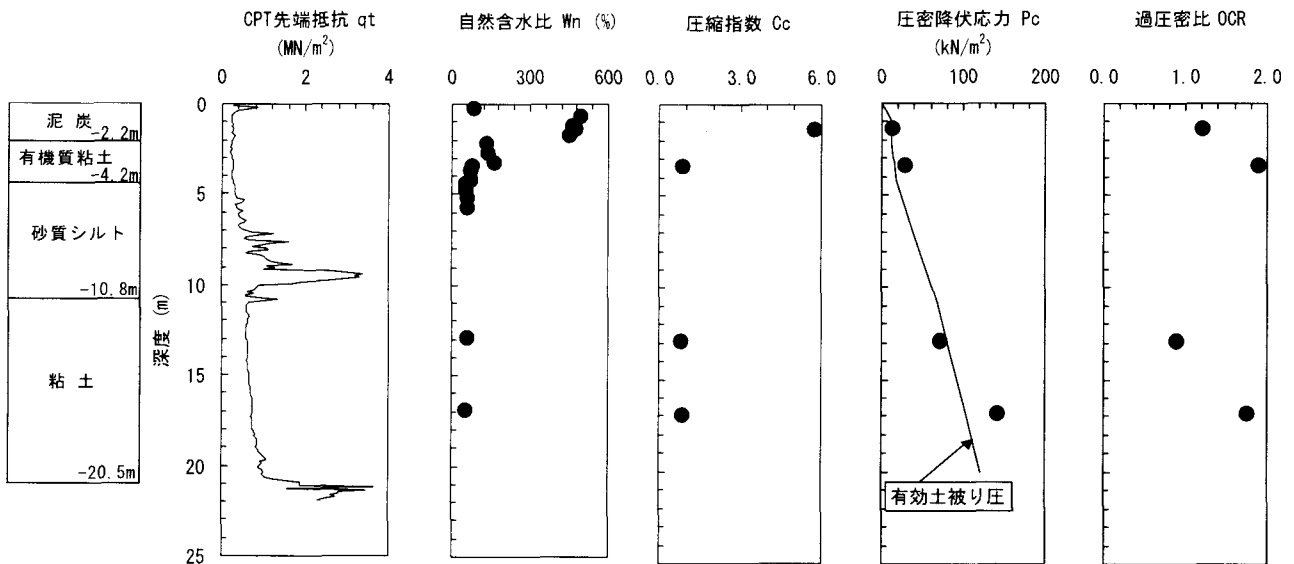 CPT先端抵抗 qt
(MN/m²)
0 2 4
自然含水比 Wn (%)
0 300 600
圧縮指数 Cc
0.0 3.0 6.0
圧密降伏応力 Pc
(kN/m²)
0 100 200
過圧密比 OCR
0.0 1.0 2.0
泥炭
-2.2m
有機質粘土
-4.2m
砂質シルト
-10.8m
粘土
-20.5m
深度 (m)
0
5
10
15
20
25
有効土被り圧